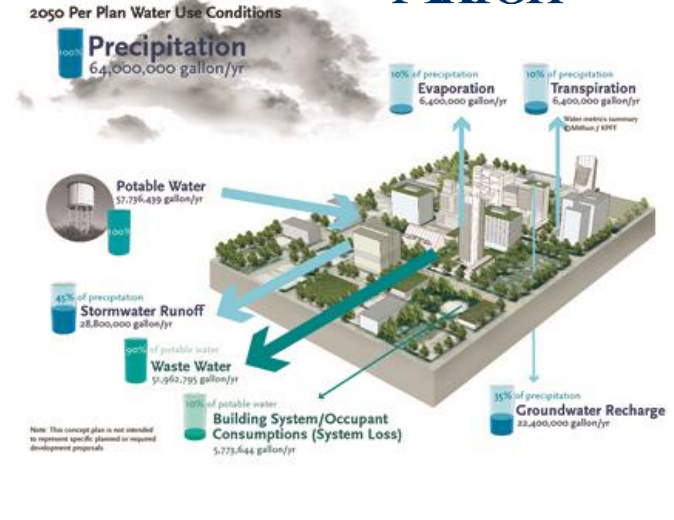 2050 Per Plan Water Use Conditions
100%
Precipitation
64,000,000 gallon/yr
10% of precipitation
Evaporation
6,400,000 gallon/yr
10% of precipitation
Transpiration
6,400,000 gallon/yr
Water metrics summary
©Mithun / KPFF
Potable Water
57,736,439 gallon/yr
100%
45% of precipitation
Stormwater Runoff
28,800,000 gallon/yr
90% of potable water
Waste Water
51,962,795 gallon/yr
10% of potable water
Building System/Occupant
Consumptions (System Loss)
5,773,644 gallon/yr
35% of precipitation
Groundwater Recharge
22,400,000 gallon/yr
Note: This concept plan is not intended
to represent specific planned or required
development proposals